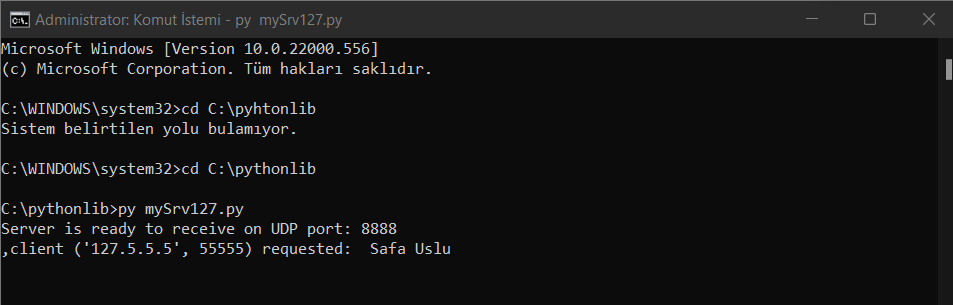 Administrator: Komut İstemi - py  mySrv127.py
Microsoft Windows [Version 10.0.22000.556]
(c) Microsoft Corporation. Tüm hakları saklıdır.
C:\WINDOWS\system32>cd C:\pyhtonlib
Sistem belirtilen yolu bulamıyor.
C:\WINDOWS\system32>cd C:\pythonlib
C:\pythonlib>py mySrv127.py
Server is ready to receive on UDP port: 8888
,client ('127.5.5.5', 55555) requested:  Safa Uslu